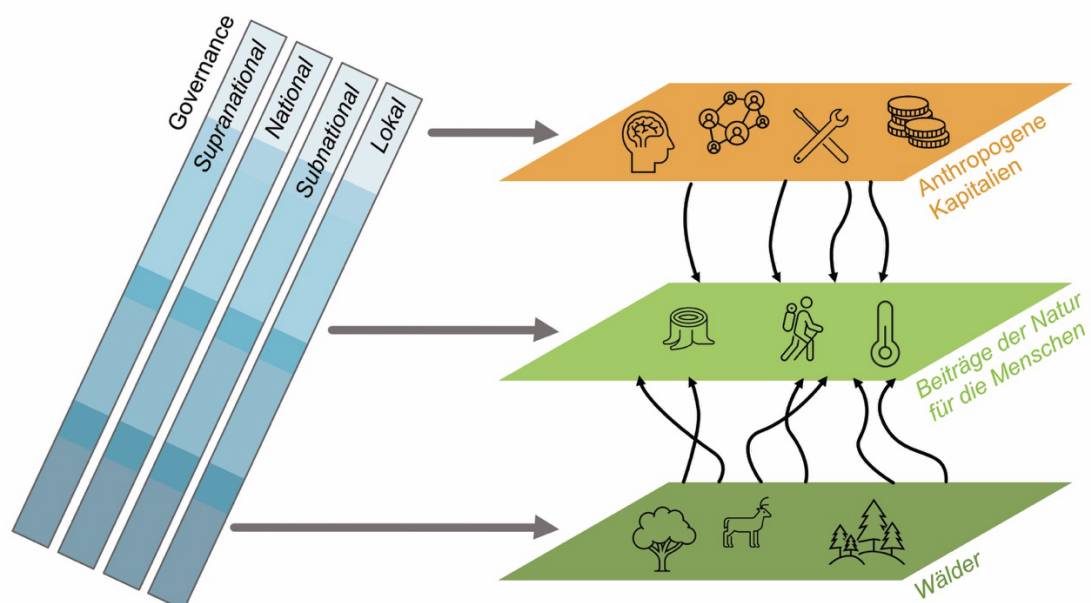 Governance
Supranational
National
Subnational
Lokal
Anthropogene
Kapitalien
Beiträge der Natur
für die Menschen
Wälder